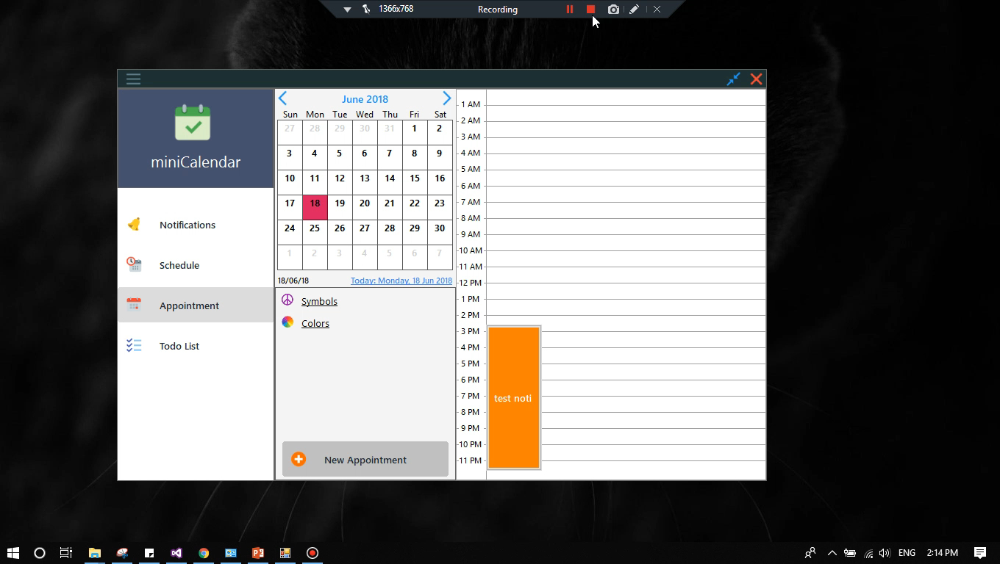 1366x768 Recording
miniCalendar
Notifications
Schedule
Appointment
Todo List
June 2018
Sun Mon Tue Wed Thu Fri Sat
27 28 29 30 31 1 2
3 4 5 6 7 8 9
10 11 12 13 14 15 16
17 18 19 20 21 22 23
24 25 26 27 28 29 30
1 2 3 4 5 6 7
18/06/18 Today: Monday, 18 Jun 2018
Symbols
Colors
New Appointment
1 AM
2 AM
3 AM
4 AM
5 AM
6 AM
7 AM
8 AM
9 AM
10 AM
11 AM
12 PM
1 PM
2 PM
3 PM
4 PM
5 PM
6 PM
7 PM
8 PM
9 PM
10 PM
11 PM
test noti
ENG 2:14 PM